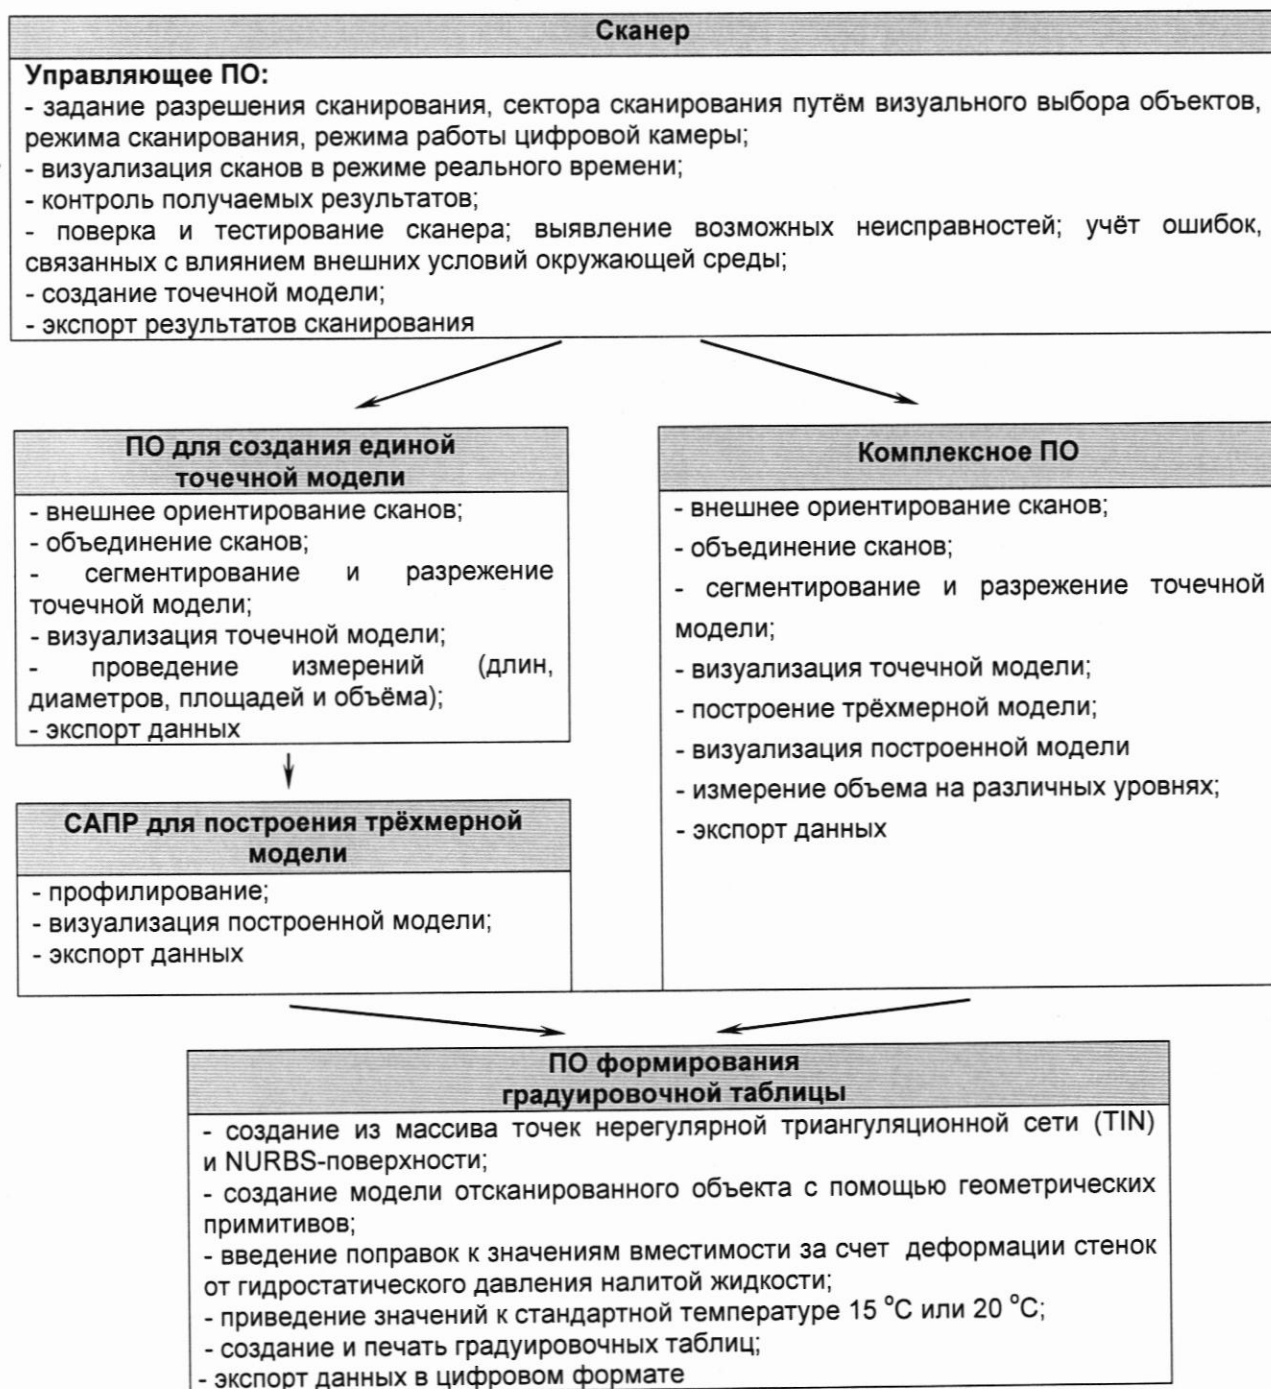 Сканер
Управляющее ПО:
- задание разрешения сканирования, сектора сканирования путём визуального выбора объектов,
режима сканирования, режима работы цифровой камеры;
- визуализация сканов в режиме реального времени;
- контроль получаемых результатов;
- поверка и тестирование сканера; выявление возможных неисправностей; учёт ошибок,
связанных с влиянием внешних условий окружающей среды;
- создание точечной модели;
- экспорт результатов сканирования
ПО для создания единой
точечной модели
- внешнее ориентирование сканов;
- объединение сканов;
- сегментирование и разрежение
точечной модели;
- визуализация точечной модели;
- проведение измерений (длин,
диаметров, площадей и объёма);
- экспорт данных
САПР для построения трёхмерной
модели
- профилирование;
- визуализация построенной модели;
- экспорт данных
Комплексное ПО
- внешнее ориентирование сканов;
- объединение сканов;
- сегментирование и разрежение точечной
модели;
- визуализация точечной модели;
- построение трёхмерной модели;
- визуализация построенной модели
- измерение объема на различных уровнях;
- экспорт данных
ПО формирования
градуировочной таблицы
- создание из массива точек нерегулярной триангуляционной сети (TIN)
и NURBS-поверхности;
- создание модели отсканированного объекта с помощью геометрических
примитивов;
- введение поправок к значениям вместимости за счет деформации стенок
от гидростатического давления налитой жидкости;
- приведение значений к стандартной температуре 15 °C или 20 °C;
- создание и печать градуировочных таблиц;
- экспорт данных в цифровом формате